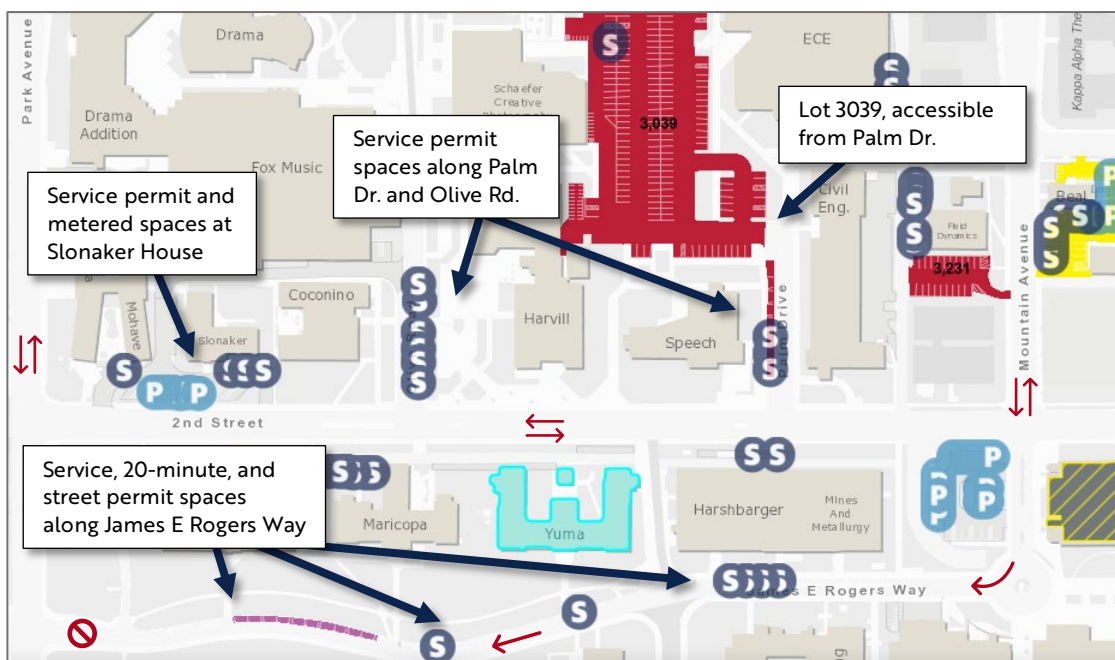 Park Avenue
Drama
ECE
Kappa Alpha The
Schaefer
Creative
Drama
Addition
3,039
Lot 3039, accessible
from Palm Dr.
Service permit
spaces along Palm
Dr. and Olive Rd.
Fox Music
Civil
Eng.
Beal
Service permit and
metered spaces at
Slonaker House
Fluid
Dynamics
3,231
Mountain Avenue
Coconino
Mohave
Harvill
Slonaker
Speech
Palm Drive
S
S
S
S
S
S
S
S
S
S
S
S
S
P
P
P
P
2nd Street
Service, 20-minute, and
street permit spaces
along James E Rogers Way
S
S
S
S
P
P
P
Maricopa
Yuma
Harshbarger
Mines
And
Metallurgy
S
S
S
James E Rogers Way
S
S